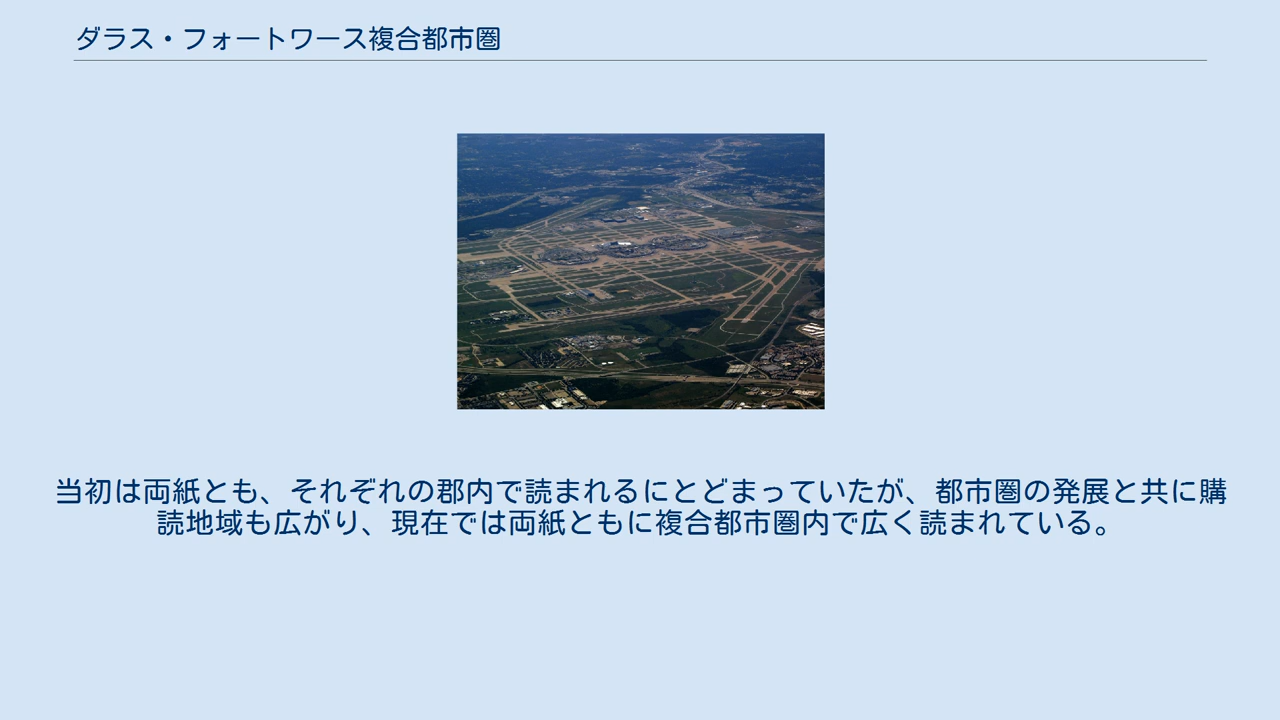 ダラス・フォートワース複合都市圏
当初は両紙とも、それぞれの郡内で読まれるにとどまっていたが、都市圏の発展と共に購
読地域も広がり、現在では両紙ともに複合都市圏内で広く読まれている。